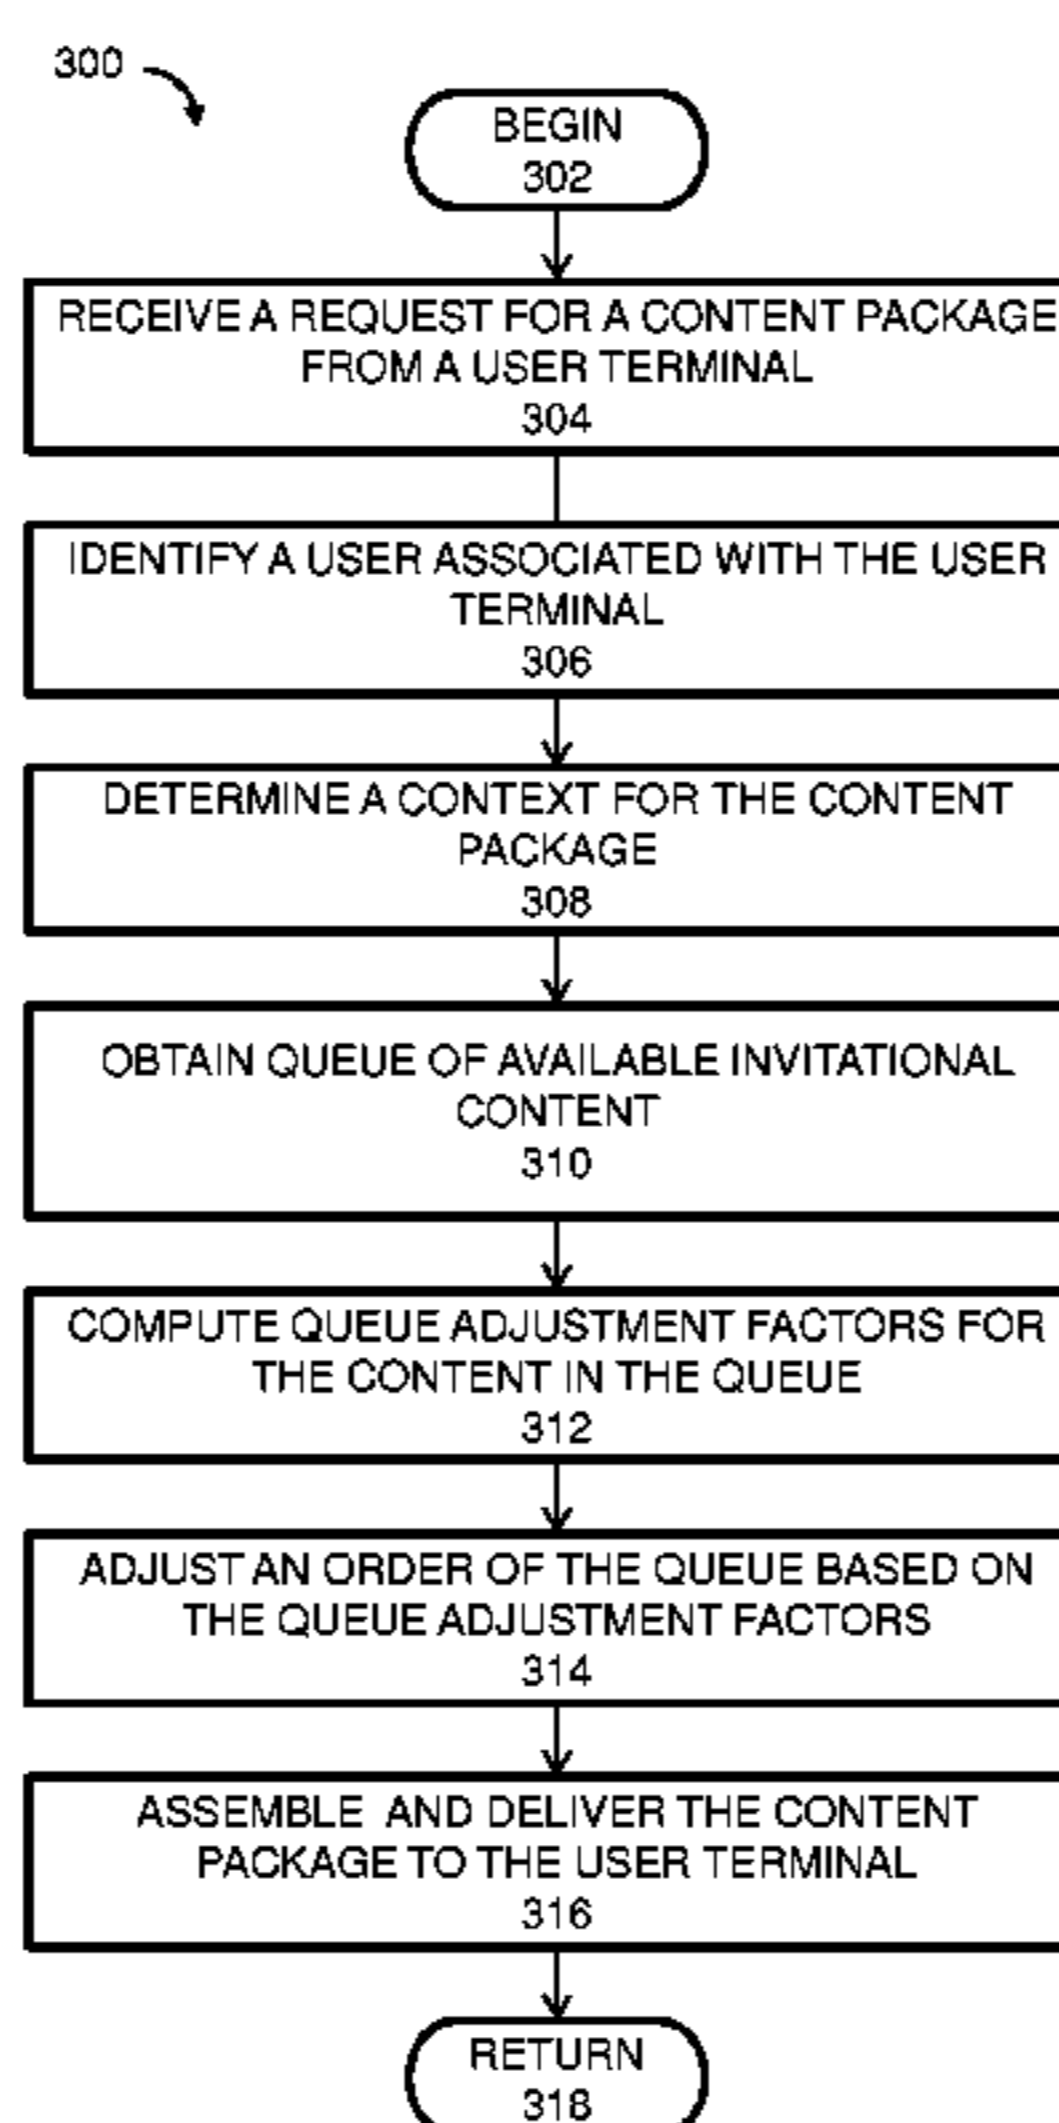 300
BEGIN
302
RECEIVE A REQUEST FOR A CONTENT PACKAGE
FROM A USER TERMINAL
304
IDENTIFY A USER ASSOCIATED WITH THE USER
TERMINAL
306
DETERMINE A CONTEXT FOR THE CONTENT
PACKAGE
308
OBTAIN QUEUE OF AVAILABLE INVITATIONAL
CONTENT
310
COMPUTE QUEUE ADJUSTMENT FACTORS FOR
THE CONTENT IN THE QUEUE
312
ADJUST AN ORDER OF THE QUEUE BASED ON
THE QUEUE ADJUSTMENT FACTORS
314
ASSEMBLE AND DELIVER THE CONTENT
PACKAGE TO THE USER TERMINAL
316
RETURN
318